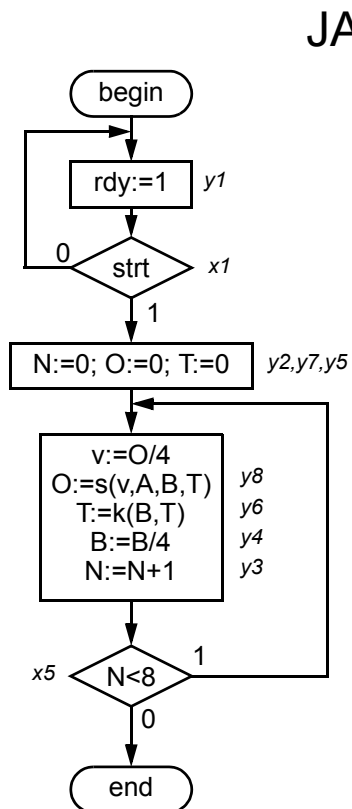 JA
begin
rdy:=1 y1
0
strt x1
1
N:=0; O:=0; T:=0 y2,y7,y5
v:=O/4
O:=s(v,A,B,T) y8
T:=k(B,T) y6
B:=B/4 y4
N:=N+1 y3
x5 N<8 1
0
end